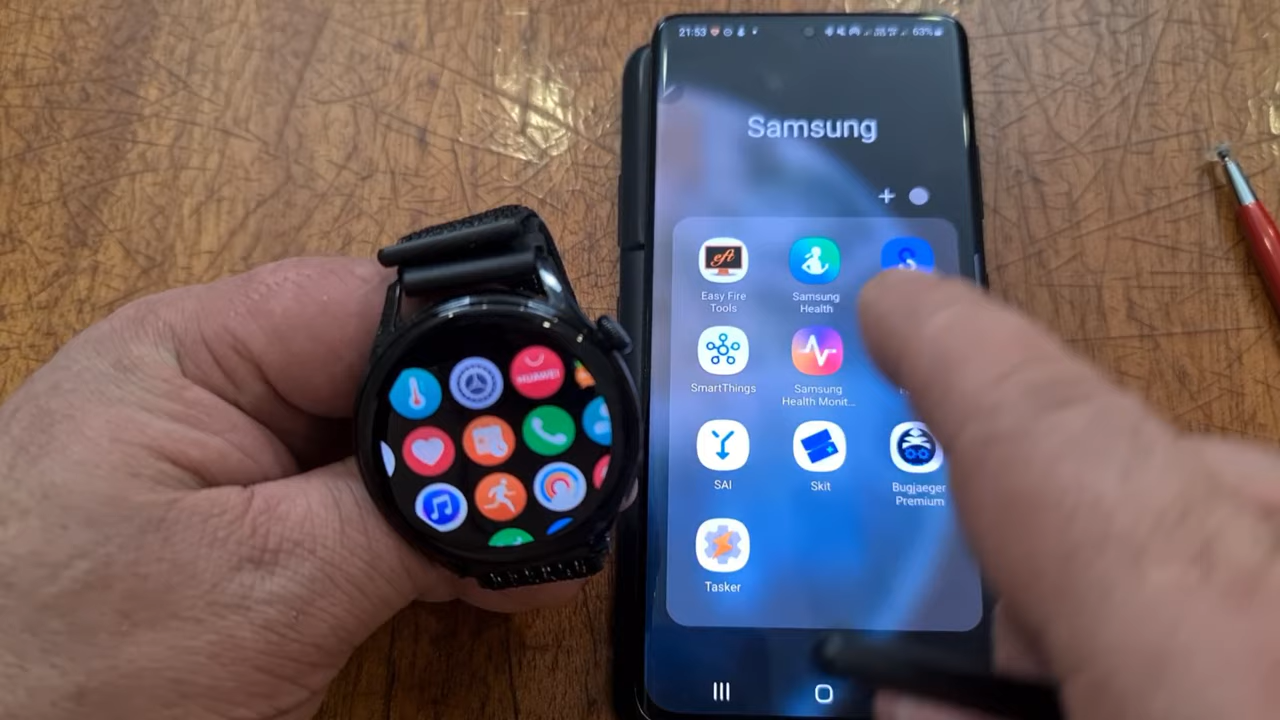 21:53
63%
Samsung
eft
S
Easy Fire
Tools
Samsung
Health
SmartThings
Samsung
Health Monit...
SAI
Skit
Bugjaeger
Premium
Tasker
HUAWEI